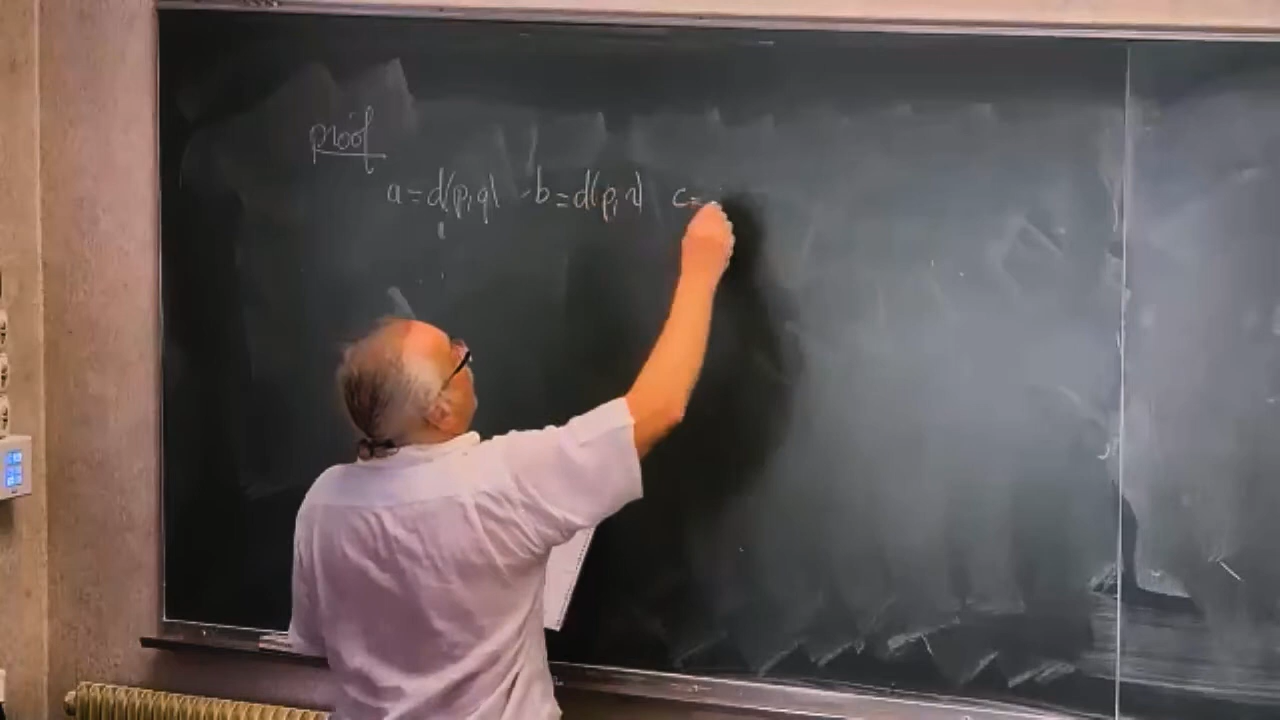 proof
a = d(p,q) b = d(p,r) c =